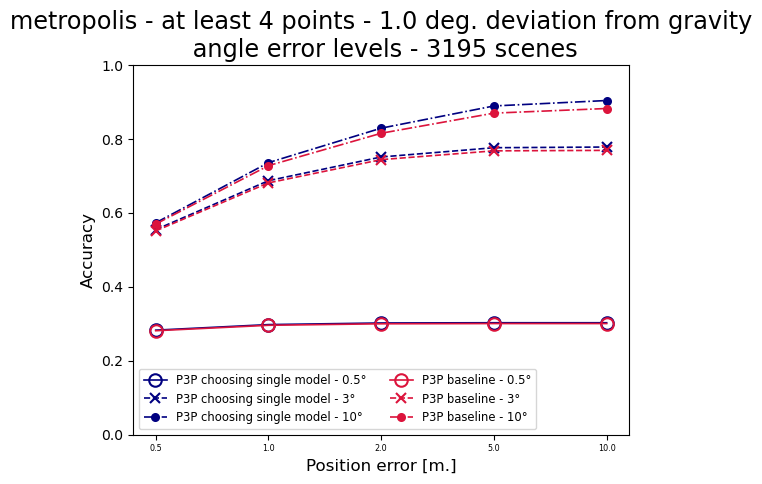 metropolis - at least 4 points - 1.0 deg. deviation from gravity
angle error levels - 3195 scenes
1.0
0.8
0.6
0.4
0.2
0.0
Accuracy
P3P choosing single model - 0.5°
P3P choosing single model - 3°
P3P choosing single model - 10°
P3P baseline - 0.5°
P3P baseline - 3°
P3P baseline - 10°
0.5 1.0 2.0 5.0 10.0
Position error [m.]